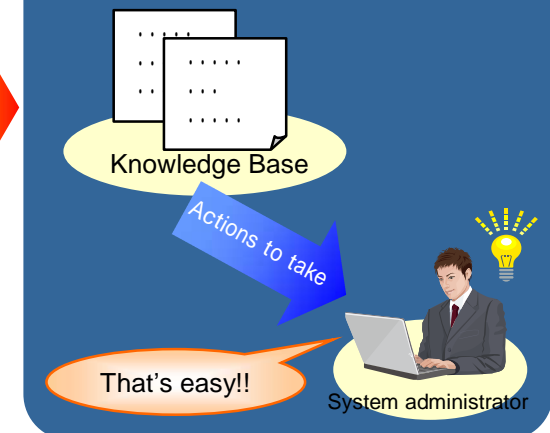 Knowledge Base
Actions to take
That's easy!!
System administrator